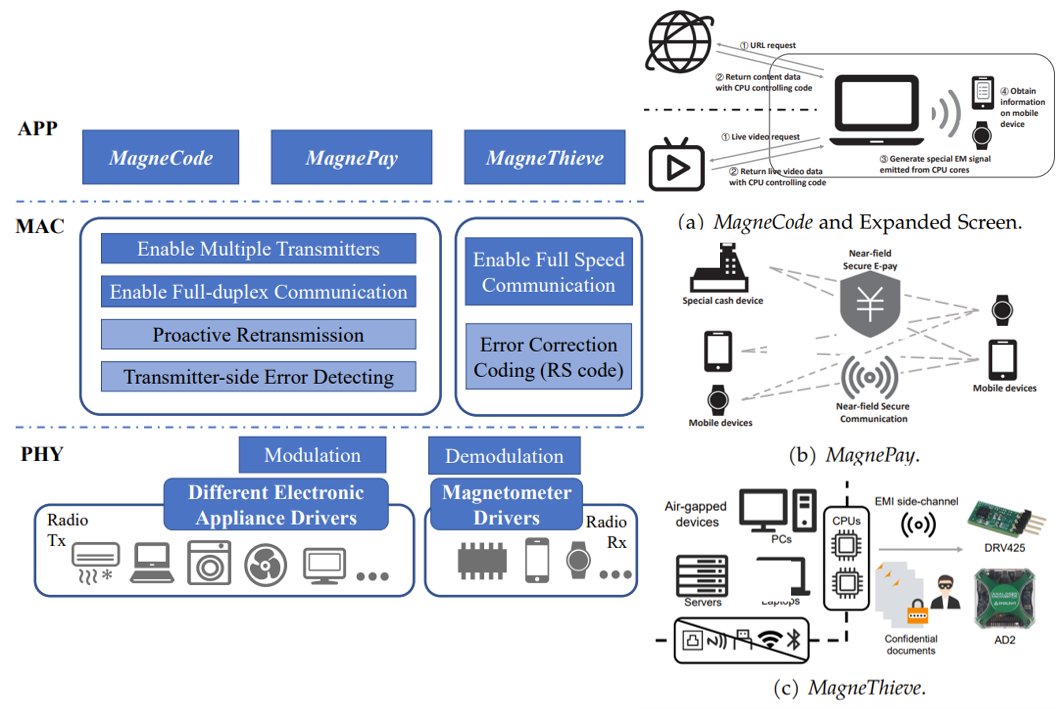 APP
MagneCode
MagnePay
MagneThieve
MAC
Enable Multiple Transmitters
Enable Full-duplex Communication
Proactive Retransmission
Transmitter-side Error Detecting
Enable Full Speed
Communication
Error Correction
Coding (RS code)
PHY
Modulation
Demodulation
Different Electronic
Appliance Drivers
Magnetometer
Drivers
Radio
Tx
Radio
Rx
① URL request
② Return content data
with CPU controlling code
① Live video request
② Return live video data
with CPU controlling code
③ Generate special EM signal
emitted from CPU cores
④ Obtain
information
on mobile
device
(a) MagneCode and Expanded Screen.
Near-field
Secure E-pay
¥
Special cash device
Mobile devices
Mobile devices
Near-field Secure
Communication
(b) MagnePay.
Air-gapped
devices
PCs
Servers
Laptops
CPUs
EMI side-channel
DRV425
Confidential
documents
AD2
(c) MagneThieve.